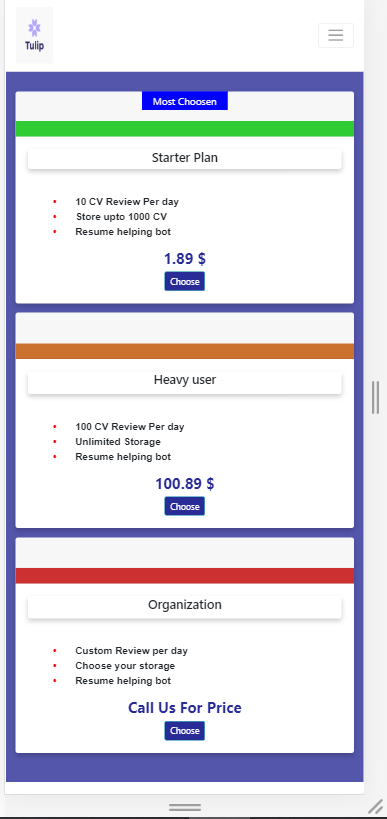 Tulip
Most Choosen
Starter Plan
10 CV Review Per day
Store upto 1000 CV
Resume helping bot
1.89 $
Choose
Heavy user
100 CV Review Per day
Unlimited Storage
Resume helping bot
100.89 $
Choose
Organization
Custom Review per day
Choose your storage
Resume helping bot
Call Us For Price
Choose